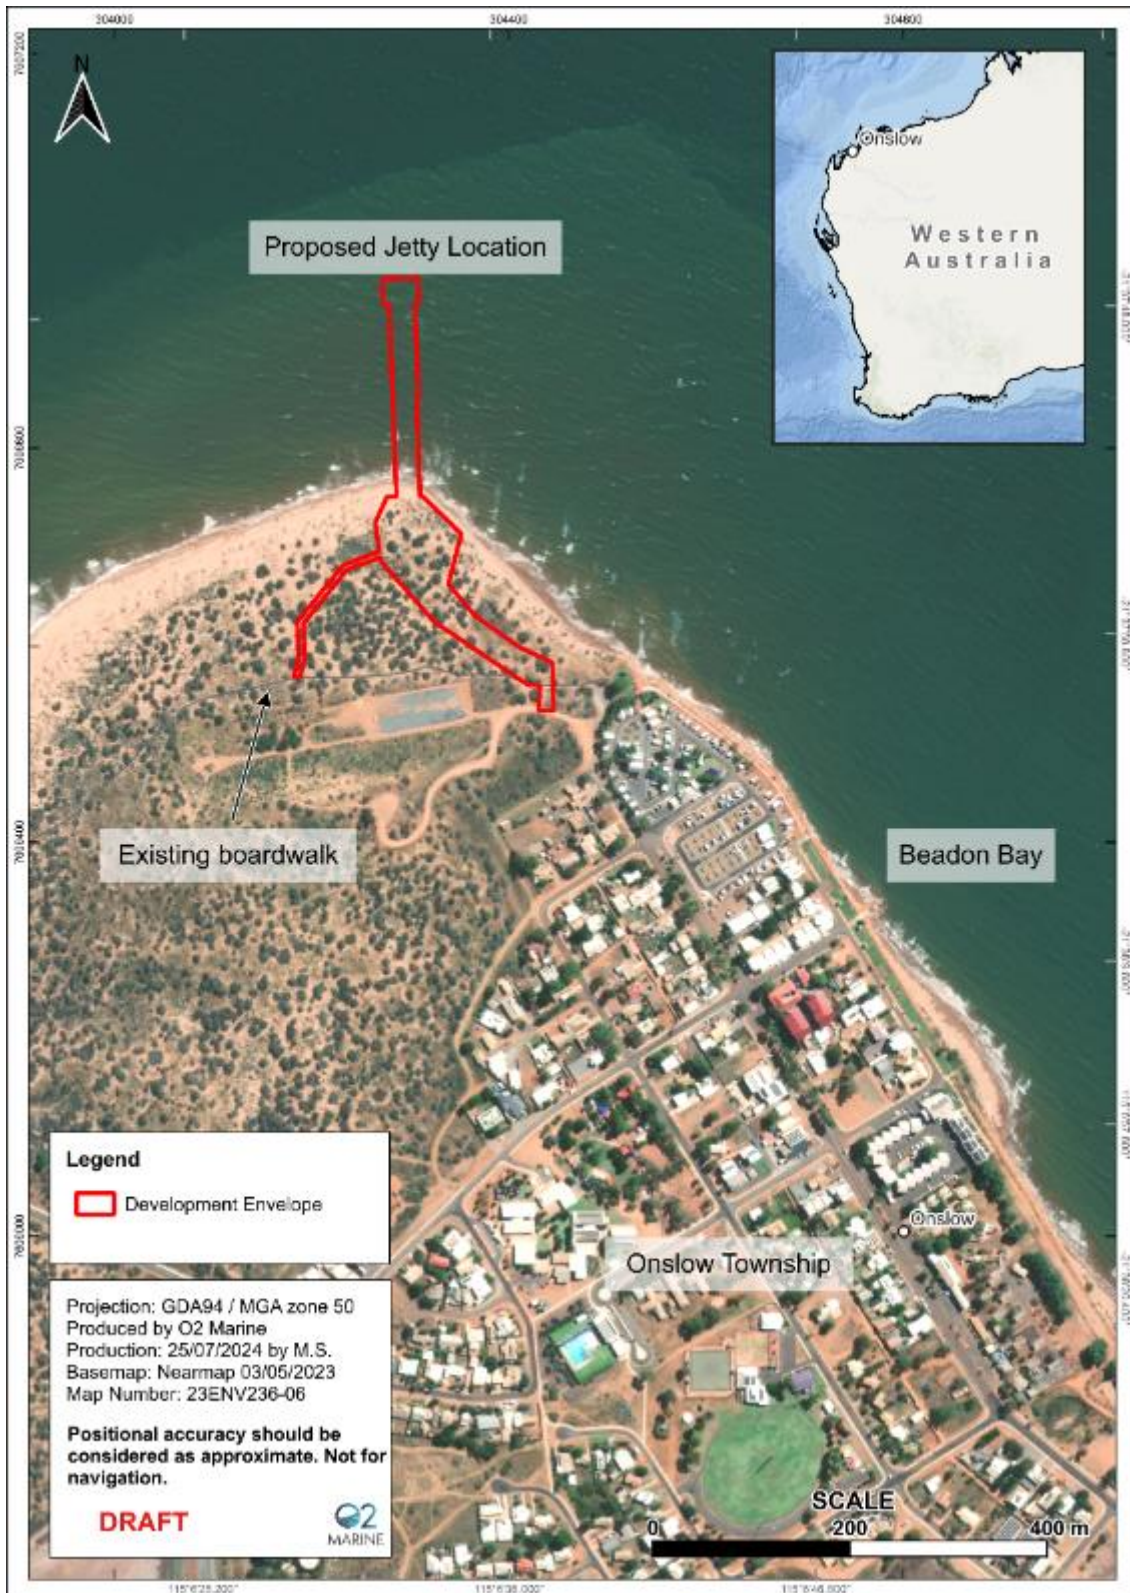 304000
304400
304800
N
Onslow
Western
Australia
Proposed Jetty Location
Existing boardwalk
Beadon Bay
Onslow
Onslow Township
Legend
Development Envelope
Projection: GDA94 / MGA zone 50
Produced by O2 Marine
Production: 25/07/2024 by M.S.
Basemap: Nearmap 03/05/2023
Map Number: 23ENV236-06
Positional accuracy should be
considered as approximate. Not for
navigation.
DRAFT
O2
MARINE
SCALE
0 200 400 m